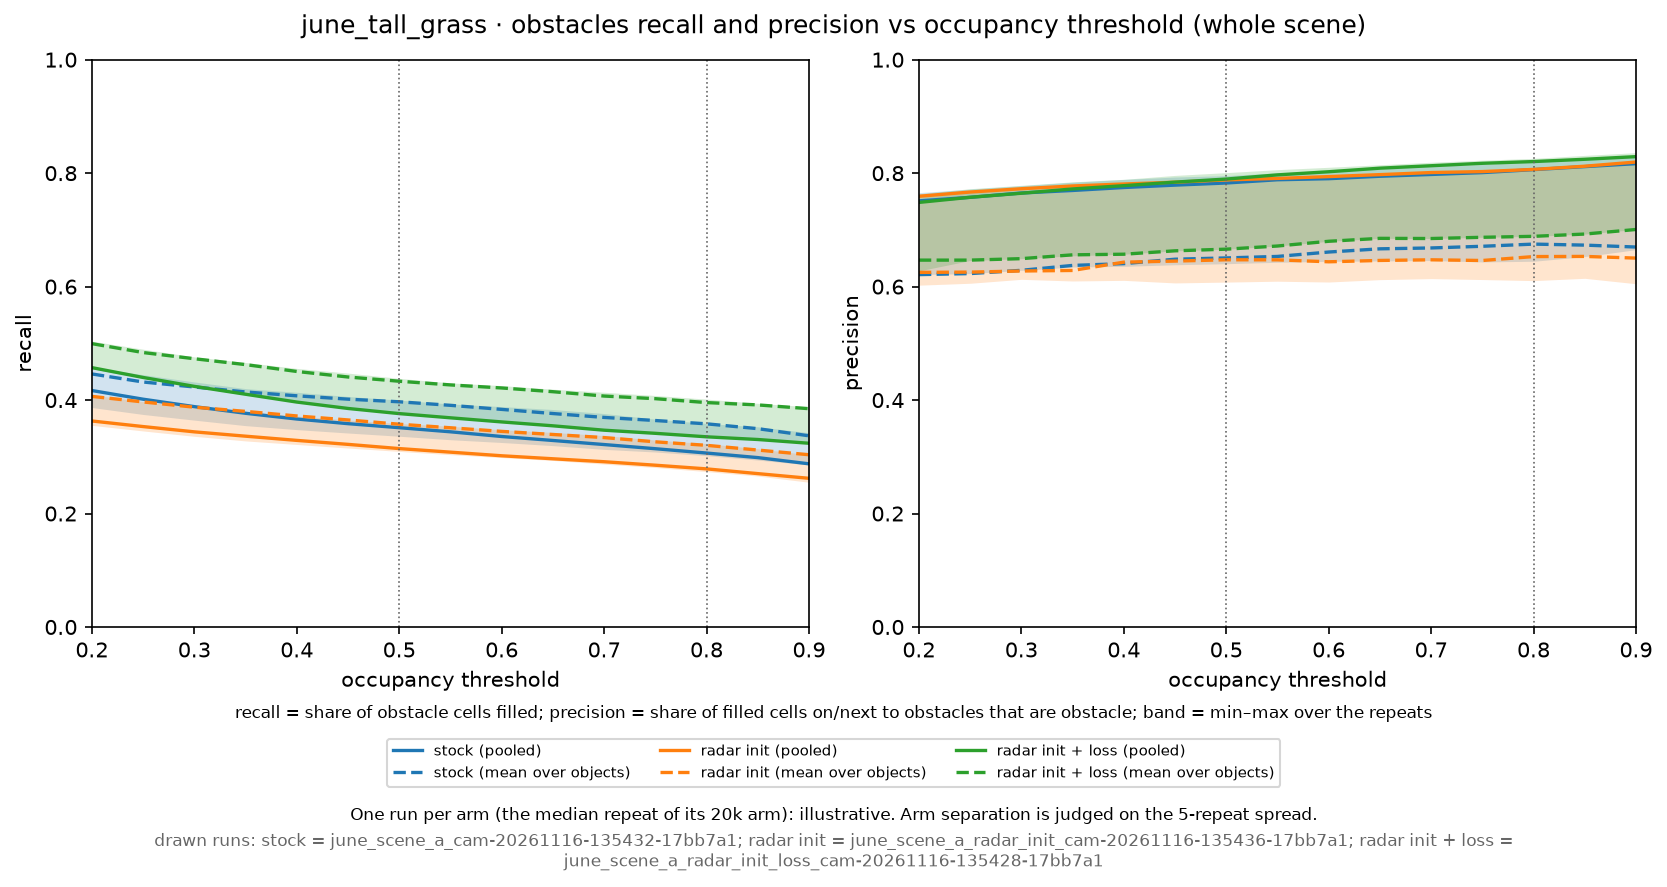 june_tall_grass · obstacles recall and precision vs occupancy threshold (whole scene)
1.0
0.8
0.6
0.4
0.2
0.0
recall
0.2 0.3 0.4 0.5 0.6 0.7 0.8 0.9
occupancy threshold
1.0
0.8
0.6
0.4
0.2
0.0
precision
0.2 0.3 0.4 0.5 0.6 0.7 0.8 0.9
occupancy threshold
recall = share of obstacle cells filled; precision = share of filled cells on/next to obstacles that are obstacle; band = min–max over the repeats
stock (pooled) radar init (pooled) radar init + loss (pooled)
stock (mean over objects) radar init (mean over objects) radar init + loss (mean over objects)
One run per arm (the median repeat of its 20k arm): illustrative. Arm separation is judged on the 5-repeat spread.
drawn runs: stock = june_scene_a_cam-20261116-135432-17bb7a1; radar init = june_scene_a_radar_init_cam-20261116-135436-17bb7a1; radar init + loss =
june_scene_a_radar_init_loss_cam-20261116-135428-17bb7a1